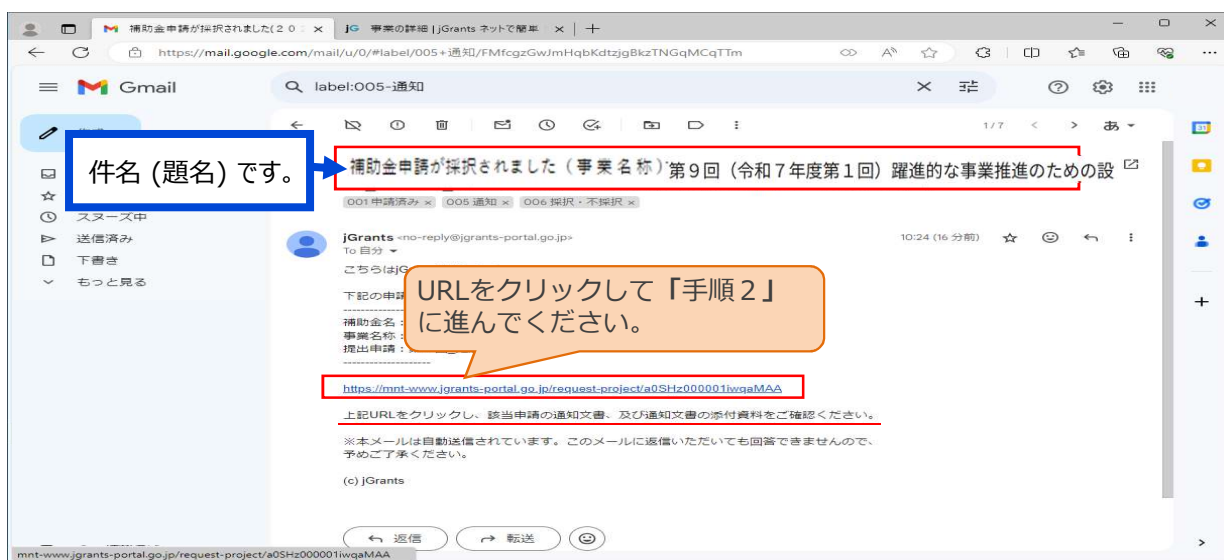 補助金申請が採択されました(２０
jG 事業の詳細 | jGrants ネットで簡単
https://mail.google.com/mail/u/0/#label/005+通知/FMfcgzGwJmHqbKdtzjgBkzTNGqMCqTTm
Gmail
label:005-通知
1/7
あ
件名 (題名) です。
補助金申請が採択されました（事業名称）第９回（令和７年度第１回）躍進的な事業推進のための設
001 申請済み × 005 通知 × 006 採択・不採択 ×
スヌーズ中
送信済み
下書き
もっと見る
jGrants <no-reply@jgrants-portal.go.jp>
10:24 (16 分前)
To 自分
こちらはjG
下記の申請
--------------------
補助金名：
事業名称：
提出申請：
--------------------
URLをクリックして『手順２』
に進んでください。
https://mnt-www.jgrants-portal.go.jp/request-project/a0SHz000001iwqaMAA
上記URLをクリックし、該当申請の通知文書、及び通知文書の添付資料をご確認ください。
※本メールは自動送信されています。このメールに返信いただいても回答できませんので、
予めご了承ください。
(c) jGrants
返信
転送
mnt-www.jgrants-portal.go.jp/request-project/a0SHz000001iwqaMAA